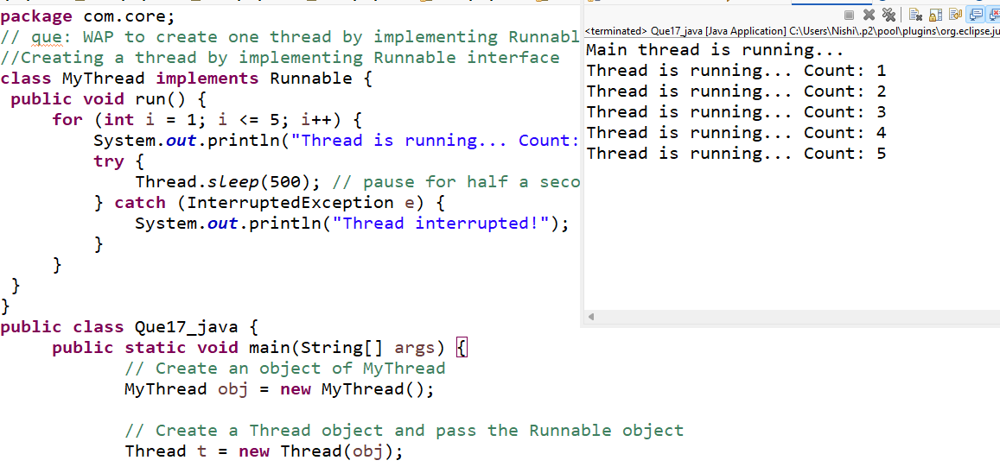 package com.core;
// que: WAP to create one thread by implementing Runnabl
//Creating a thread by implementing Runnable interface
class MyThread implements Runnable {
public void run() {
for (int i = 1; i <= 5; i++) {
System.out.println("Thread is running... Count:
try {
Thread.sleep(500); // pause for half a seco
} catch (InterruptedException e) {
System.out.println("Thread interrupted!");
}
}
}
}
public class Que17_java {
public static void main(String[] args) {
// Create an object of MyThread
MyThread obj = new MyThread();
// Create a Thread object and pass the Runnable object
Thread t = new Thread(obj);
<terminated> Que17_java [Java Application] C:\Users\Nishi\.p2\pool\plugins\org.eclipse.ju
Main thread is running...
Thread is running... Count: 1
Thread is running... Count: 2
Thread is running... Count: 3
Thread is running... Count: 4
Thread is running... Count: 5